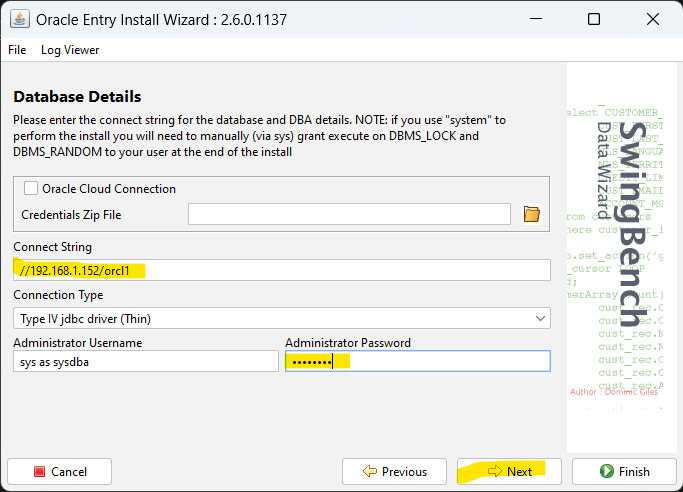 Oracle Entry Install Wizard : 2.6.0.1137
File Log Viewer
Database Details
Please enter the connect string for the database and DBA details. NOTE: if you use "system" to
perform the install you will need to manually (via sys) grant execute on DBMS_LOCK and
DBMS_RANDOM to your user at the end of the install
Oracle Cloud Connection
Credentials Zip File
Connect String
//192.168.1.152/orcl1
Connection Type
Type IV jdbc driver (Thin)
Administrator Username
Administrator Password
sys as sysdba
••••••••
SwingBench
Data Wizard
Author : Dominic Giles
Cancel
Previous
Next
Finish